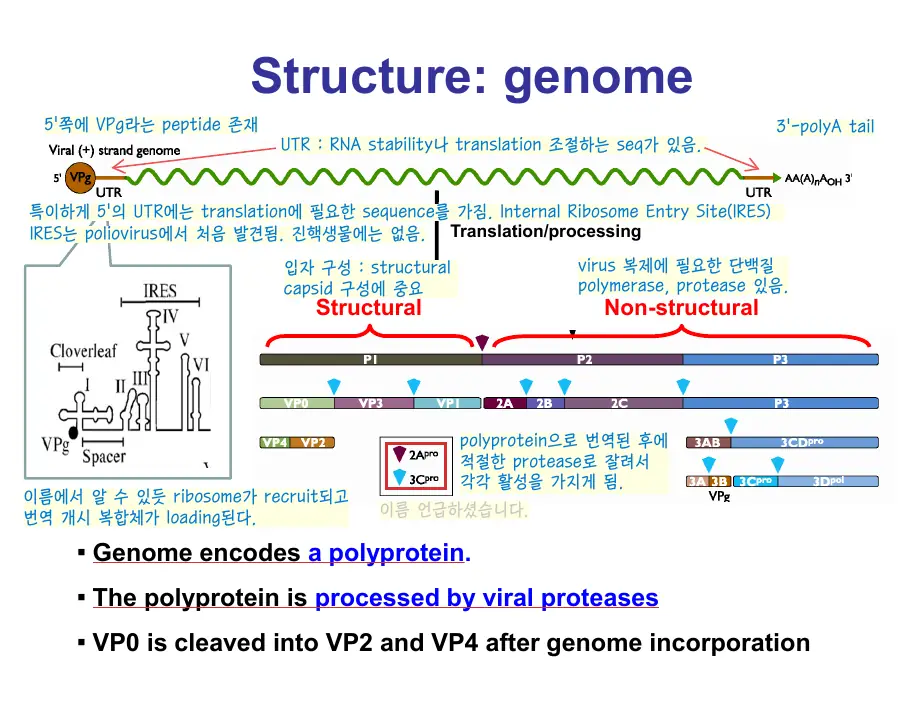 Structure: genome
5'쪽에 VPg라는 peptide 존재
3'-polyA tail
UTR : RNA stability나 translation 조절하는 seq가 있음.
Viral (+) strand genome
5' VPg
UTR
UTR
AA(A)nAOH 3'
특이하게 5'의 UTR에는 translation에 필요한 sequence를 가짐. Internal Ribosome Entry Site(IRES)
IRES는 poliovirus에서 처음 발견됨. 진핵생물에는 없음.
Translation/processing
입자 구성 : structural
capsid 구성에 중요
virus 복제에 필요한 단백질
polymerase, protease 있음.
Structural
Non-structural
IRES
IV
Cloverleaf
V
I
II
III
VI
VPg
Spacer
P1 P2 P3
VP0 VP3 VP1 2A 2B 2C P3
VP4 VP2
2Apro
3Cpro
polyprotein으로 번역된 후에
적절한 protease로 잘려서
각각 활성을 가지게 됨.
이름 언급하셨습니다.
3AB 3CDpro
3A 3B 3Cpro 3Dpol
VPg
이름에서 알 수 있듯 ribosome가 recruit되고
번역 개시 복합체가 loading된다.
▪ Genome encodes a polyprotein.
▪ The polyprotein is processed by viral proteases
▪ VP0 is cleaved into VP2 and VP4 after genome incorporation